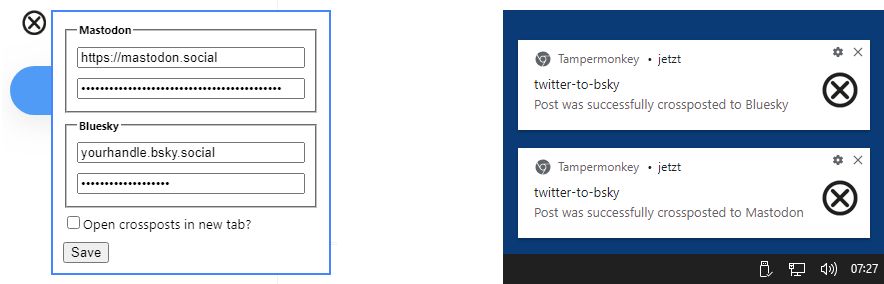 Mastodon
https://mastodon.social
••••••••••••••••••••••••••••••••••••••••••••
Bluesky
yourhandle.bsky.social
•••••••••••••••••••
Open crossposts in new tab?
Save
Tampermonkey • jetzt
twitter-to-bsky
Post was successfully crossposted to Bluesky
Tampermonkey • jetzt
twitter-to-bsky
Post was successfully crossposted to Mastodon
07:27